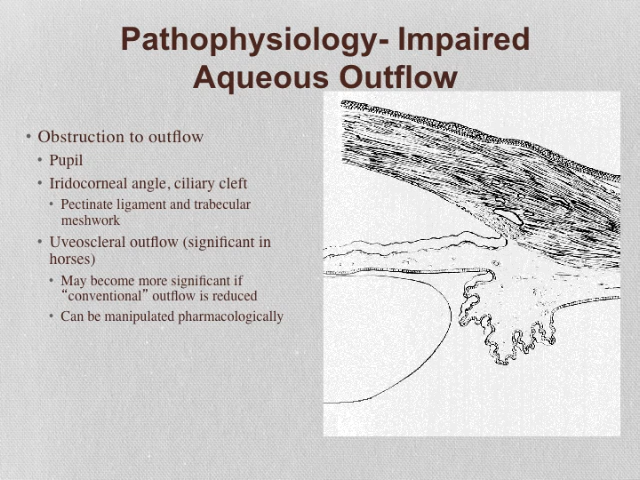 Pathophysiology- Impaired
Aqueous Outflow
• Obstruction to outflow
• Pupil
• Iridocorneal angle, ciliary cleft
• Pectinate ligament and trabecular
meshwork
• Uveoscleral outflow (significant in
horses)
• May become more significant if
“conventional” outflow is reduced
• Can be manipulated pharmacologically